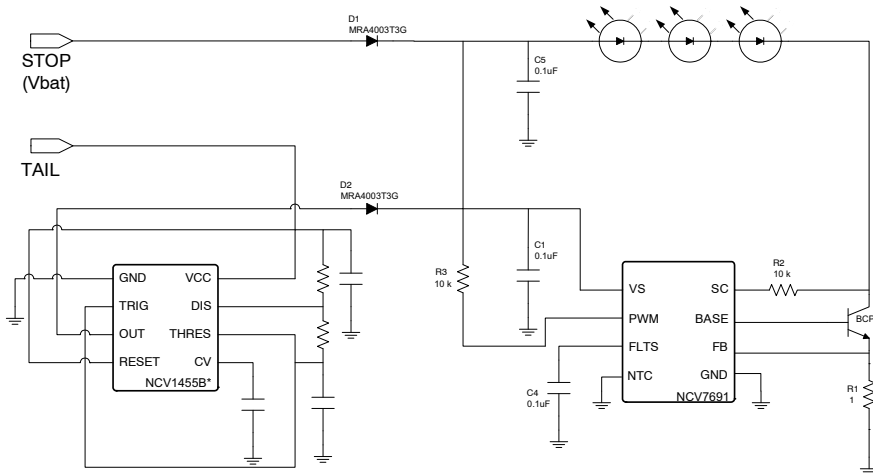 D1
MRA4003T3G
STOP
(Vbat)
C5
0.1uF
TAIL
D2
MRA4003T3G
C1
0.1uF
R3
10 k
R2
10 k
GND
VCC
TRIG
DIS
OUT
THRES
RESET
CV
NCV1455B*
VS
SC
PWM
BASE
FLTS
FB
NTC
GND
NCV7691
BCP
C4
0.1uF
R1
1